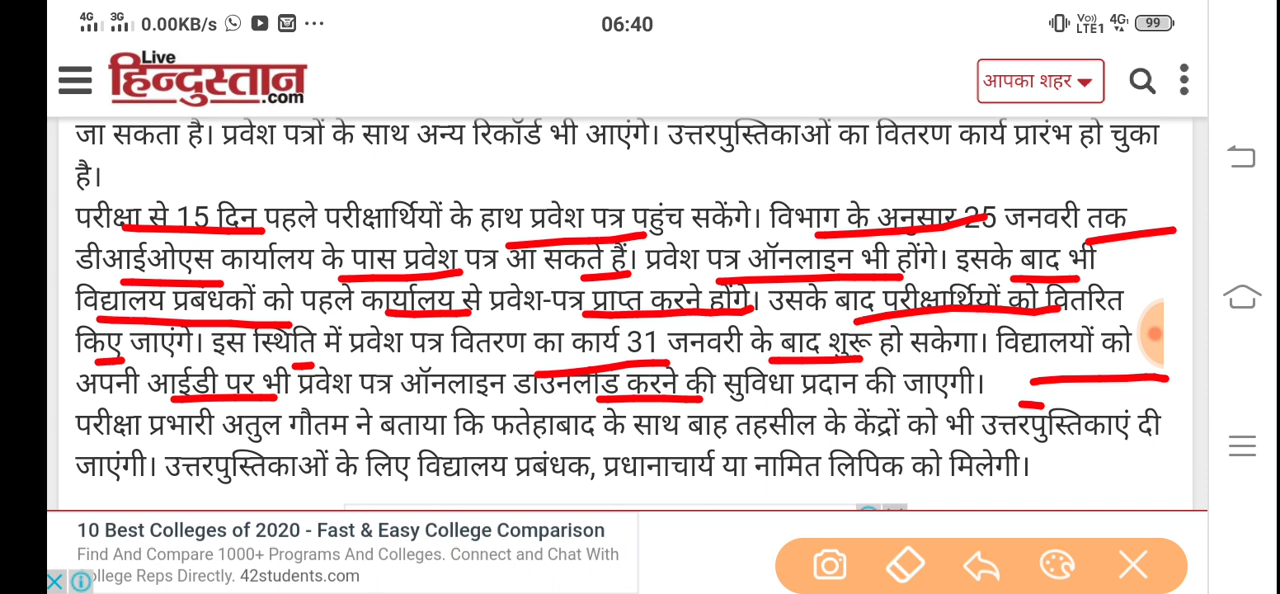 4G 3G 0.00KB/s 06:40 Vo)) LTE1 4G 99
Live
हिन्दुस्तान
.com
आपका शहर
जा सकता है। प्रवेश पत्रों के साथ अन्य रिकॉर्ड भी आएंगे। उत्तरपुस्तिकाओं का वितरण कार्य प्रारंभ हो चुका
है।
परीक्षा से 15 दिन पहले परीक्षार्थियों के हाथ प्रवेश पत्र पहुंच सकेंगे। विभाग के अनुसार 25 जनवरी तक
डीआईओएस कार्यालय के पास प्रवेश पत्र आ सकते हैं। प्रवेश पत्र ऑनलाइन भी होंगे। इसके बाद भी
विद्यालय प्रबंधकों को पहले कार्यालय से प्रवेश-पत्र प्राप्त करने होंगे। उसके बाद परीक्षार्थियों को वितरित
किए जाएंगे। इस स्थिति में प्रवेश पत्र वितरण का कार्य 31 जनवरी के बाद शुरू हो सकेगा। विद्यालयों को
अपनी आईडी पर भी प्रवेश पत्र ऑनलाइन डाउनलोड करने की सुविधा प्रदान की जाएगी।
परीक्षा प्रभारी अतुल गौतम ने बताया कि फतेहाबाद के साथ बाह तहसील के केंद्रों को भी उत्तरपुस्तिकाएं दी
जाएंगी। उत्तरपुस्तिकाओं के लिए विद्यालय प्रबंधक, प्रधानाचार्य या नामित लिपिक को मिलेगी।
10 Best Colleges of 2020 - Fast & Easy College Comparison
Find And Compare 1000+ Programs And Colleges. Connect and Chat With
ollege Reps Directly. 42students.com